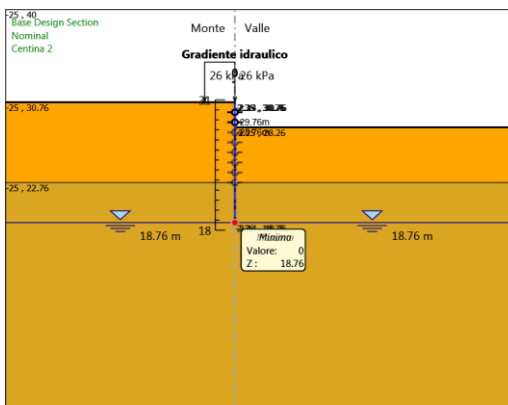 -25 , 40
Base Design Section
Nominal
Centina 2
Monte Valle
Gradiente idraulico
26 kPa 26 kPa
-25 , 30.76
29.76m
-25 , 22.76
18
18.76 m
18.76 m
Minimo
Valore: 0
Z : 18.76